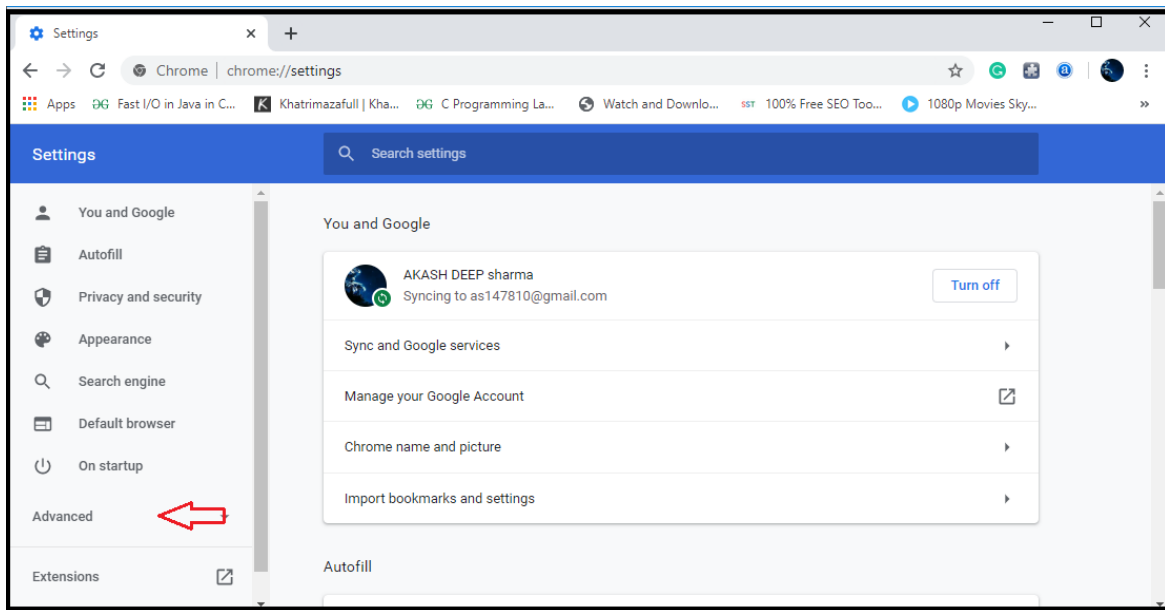 Settings
Chrome | chrome://settings
Apps GG Fast I/O in Java in C... K Khatrimazafull | Kha... GG C Programming La... Watch and Downlo... SST 100% Free SEO Too... 1080p Movies Sky... »
Settings
Search settings
You and Google
Autofill
Privacy and security
Appearance
Search engine
Default browser
On startup
Advanced
Extensions
You and Google
AKASH DEEP sharma
Syncing to as147810@gmail.com
Turn off
Sync and Google services
Manage your Google Account
Chrome name and picture
Import bookmarks and settings
Autofill